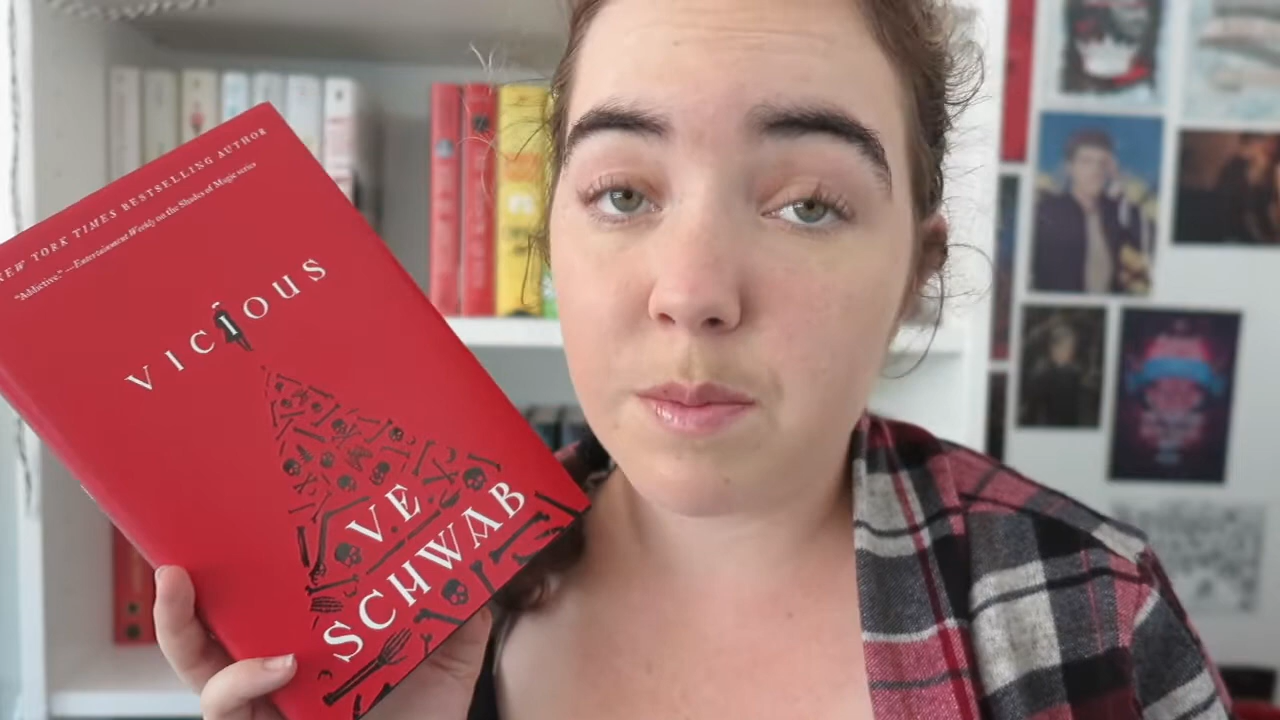 NEW YORK TIMES BESTSELLING AUTHOR
"Addictive." —Entertainment Weekly on the Shades of Magic series
VICIOUS
V.E
SCHWAB